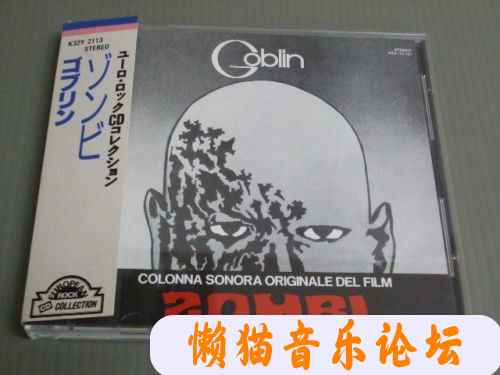 K32Y 2113
STEREO
ユーロ・ロックCDコレクション
ゾンビ
ゴブリン
EUROPEAN
ROCK
CD COLLECTION
Goblin
COLONNA SONORA ORIGINALE DEL FILM
ZOMBI
懒猫音乐论坛